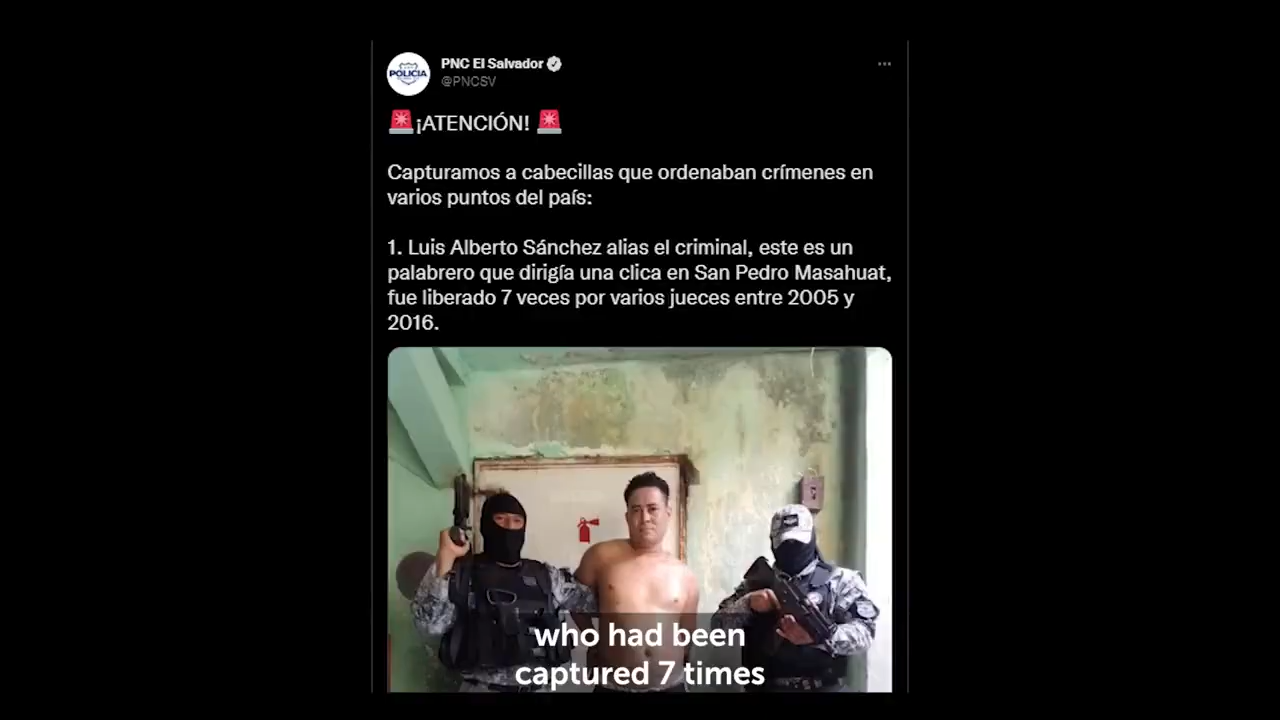 PNC El Salvador
@PNCSV
POLICIA
🚨¡ATENCIÓN! 🚨
Capturamos a cabecillas que ordenaban crímenes en
varios puntos del país:
1. Luis Alberto Sánchez alias el criminal, este es un
palabrero que dirigía una clica en San Pedro Masahuat,
fue liberado 7 veces por varios jueces entre 2005 y
2016.
who had been
captured 7 times